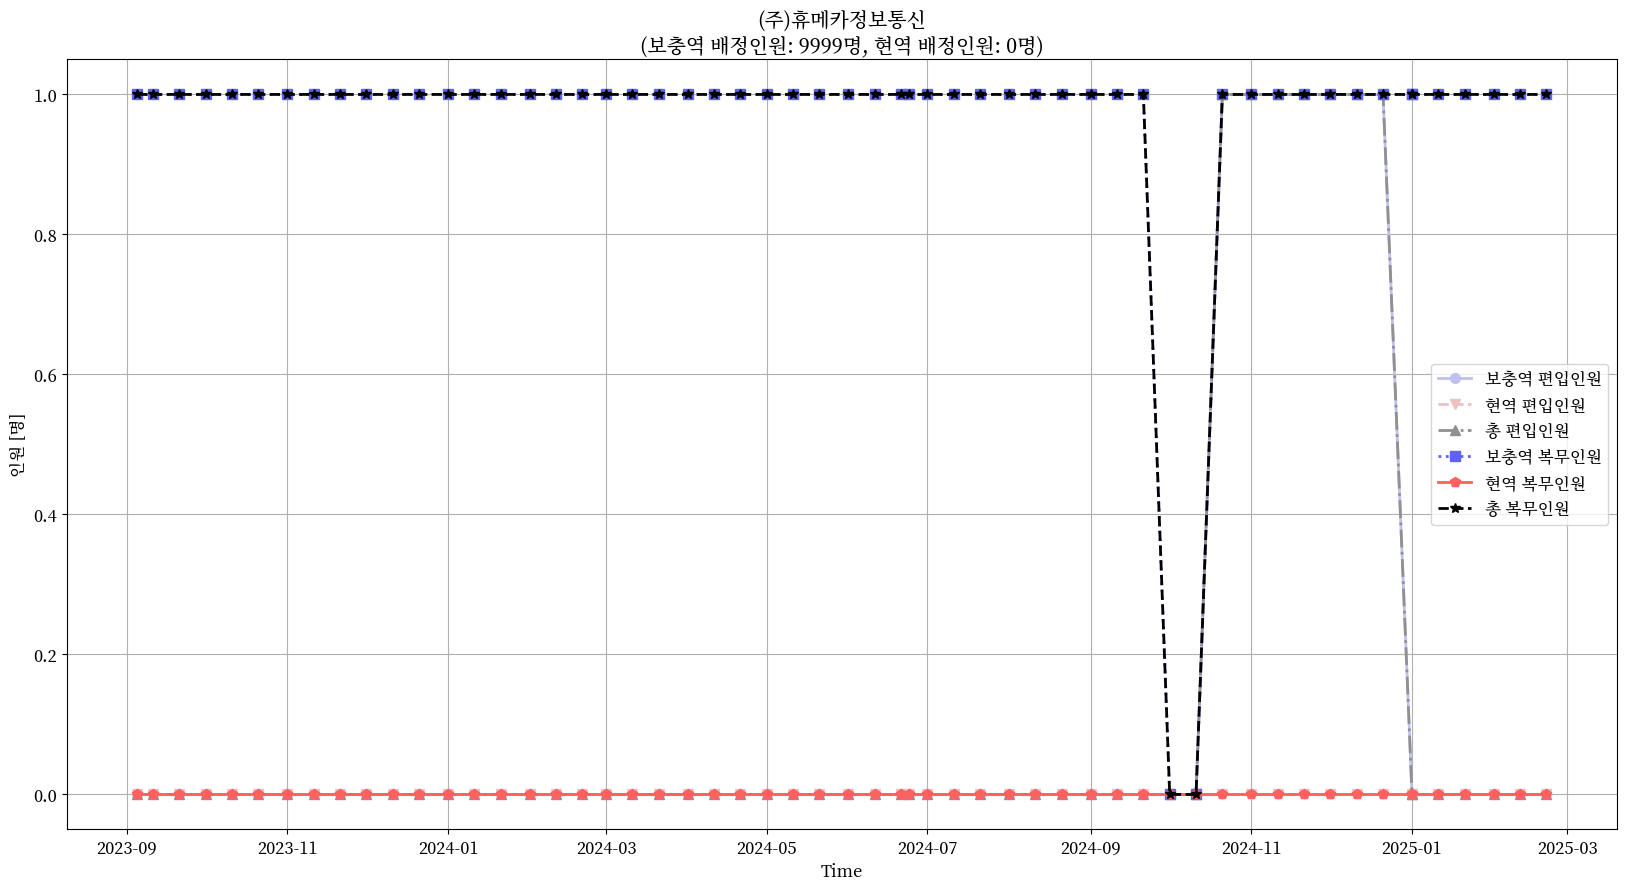 (주)휴메카정보통신
(보충역 배정인원: 9999명, 현역 배정인원: 0명)
1.0
0.8
0.6
0.4
0.2
0.0
인원 [명]
보충역 편입인원
현역 편입인원
총 편입인원
보충역 복무인원
현역 복무인원
총 복무인원
2023-09
2023-11
2024-01
2024-03
2024-05
2024-07
2024-09
2024-11
2025-01
2025-03
Time